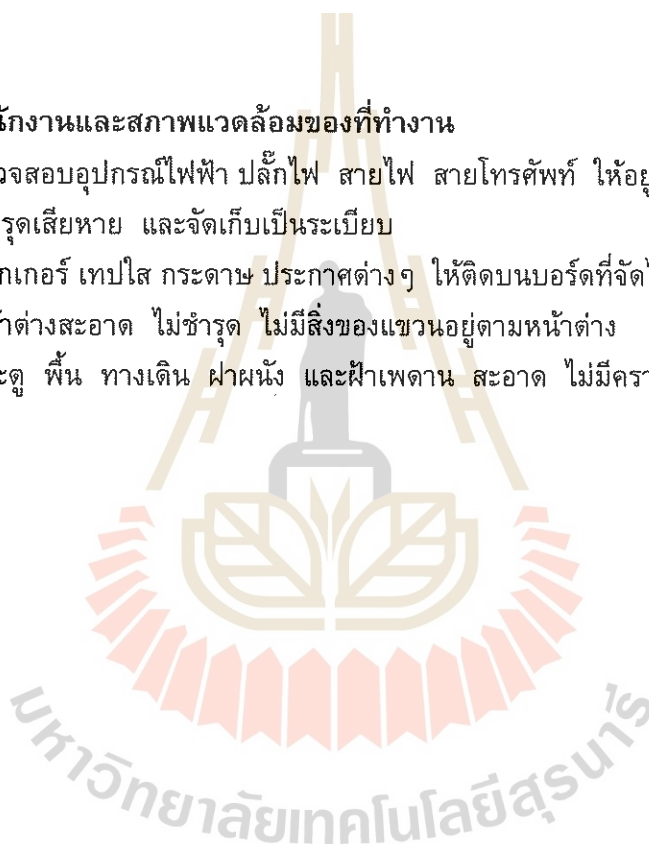 นักงานและสภาพแวดล้อมของที่ทำงาน
วจสอบอุปกรณ์ไฟฟ้า ปลั๊กไฟ สายไฟ สายโทรศัพท์ ให้อยู่
รุดเสียหาย และจัดเก็บเป็นระเบียบ
กเกอร์ เทปใส กระดาษ ประกาศต่างๆ ให้ติดบนบอร์ดที่จัดไ
าต่างสะอาด ไม่ชำรุด ไม่มีสิ่งของแขวนอยู่ตามหน้าต่าง
ะตู พื้น ทางเดิน ฝาผนัง และฝ้าเพดาน สะอาด ไม่มีครา
มหาวิทยาลัยเทคโนโลยีสุรนารี